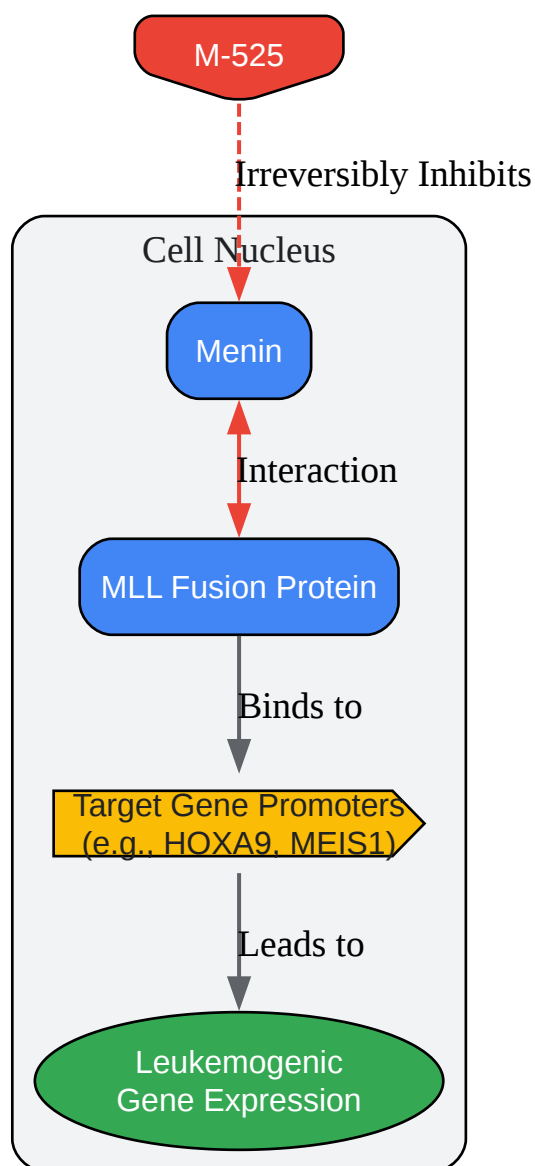 M-525
Irreversibly Inhibits
Cell Nucleus
Menin
Interaction
MLL Fusion Protein
Binds to
Target Gene Promoters
(e.g., HOXA9, MEIS1)
Leads to
Leukemogenic
Gene Expression